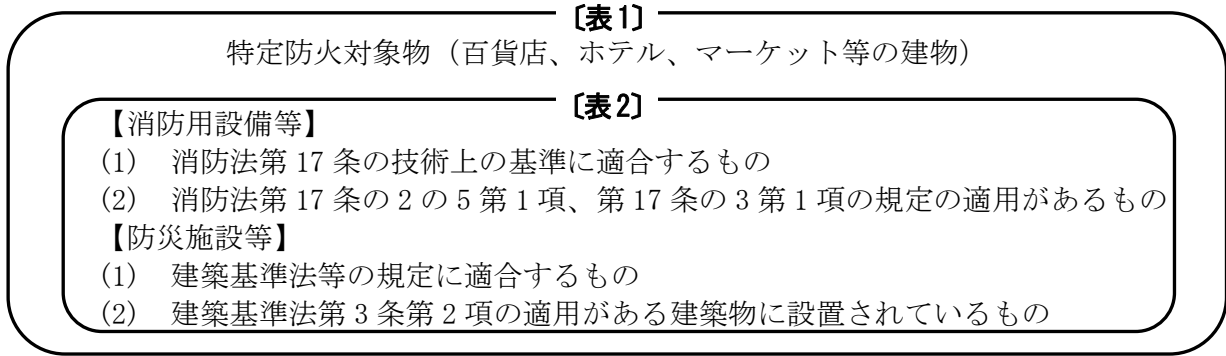 〔表1〕
特定防火対象物（百貨店、ホテル、マーケット等の建物）
〔表2〕
【消防用設備等】
(1) 消防法第 17 条の技術上の基準に適合するもの
(2) 消防法第 17 条の 2 の 5 第 1 項、第 17 条の 3 第 1 項の規定の適用があるもの
【防災施設等】
(1) 建築基準法等の規定に適合するもの
(2) 建築基準法第 3 条第 2 項の適用がある建築物に設置されているもの